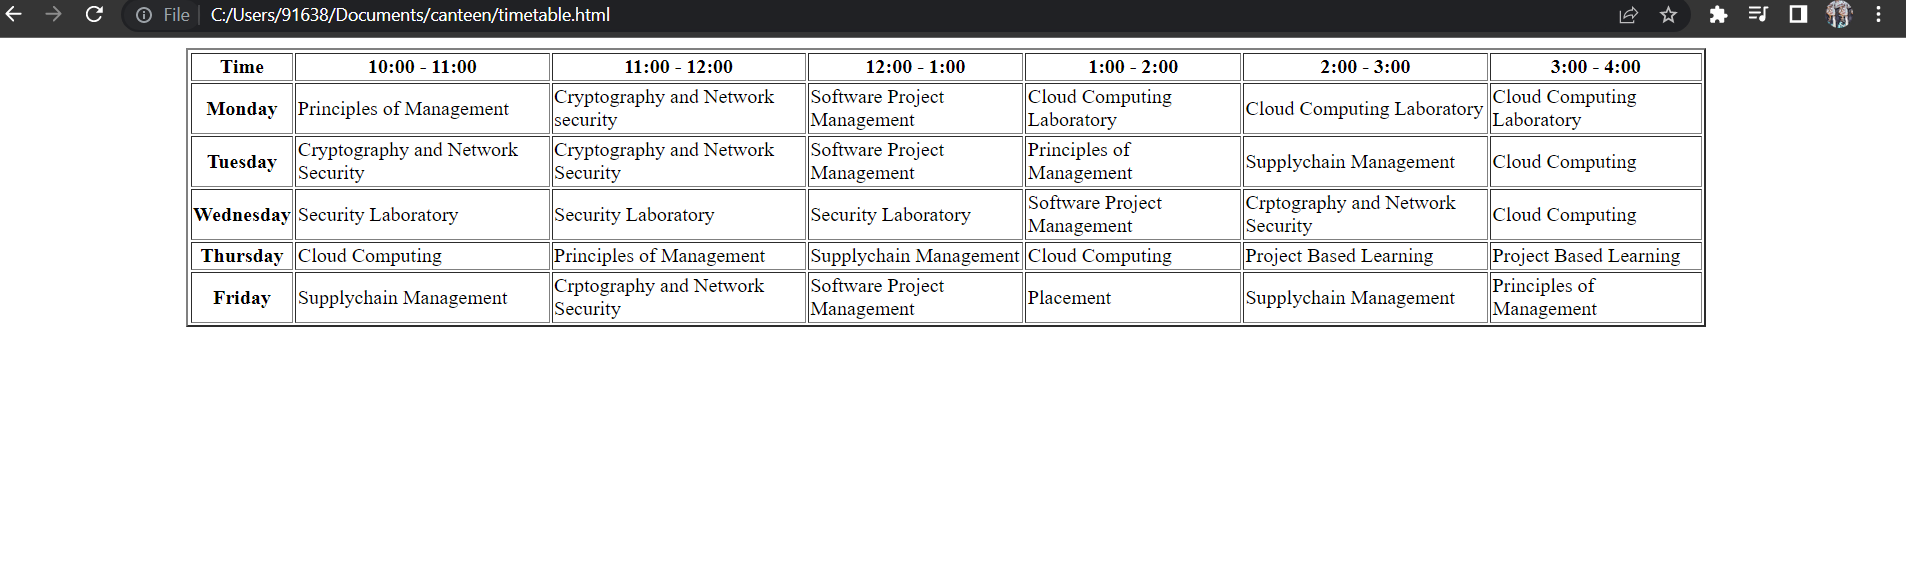 File C:/Users/91638/Documents/canteen/timetable.html
Time 10:00 - 11:00 11:00 - 12:00 12:00 - 1:00 1:00 - 2:00 2:00 - 3:00 3:00 - 4:00
Monday Principles of Management Cryptography and Network security Software Project Management Cloud Computing Laboratory Cloud Computing Laboratory Cloud Computing Laboratory
Tuesday Cryptography and Network Security Cryptography and Network Security Software Project Management Principles of Management Supplychain Management Cloud Computing
Wednesday Security Laboratory Security Laboratory Security Laboratory Software Project Management Crptography and Network Security Cloud Computing
Thursday Cloud Computing Principles of Management Supplychain Management Cloud Computing Project Based Learning Project Based Learning
Friday Supplychain Management Crptography and Network Security Software Project Management Placement Supplychain Management Principles of Management